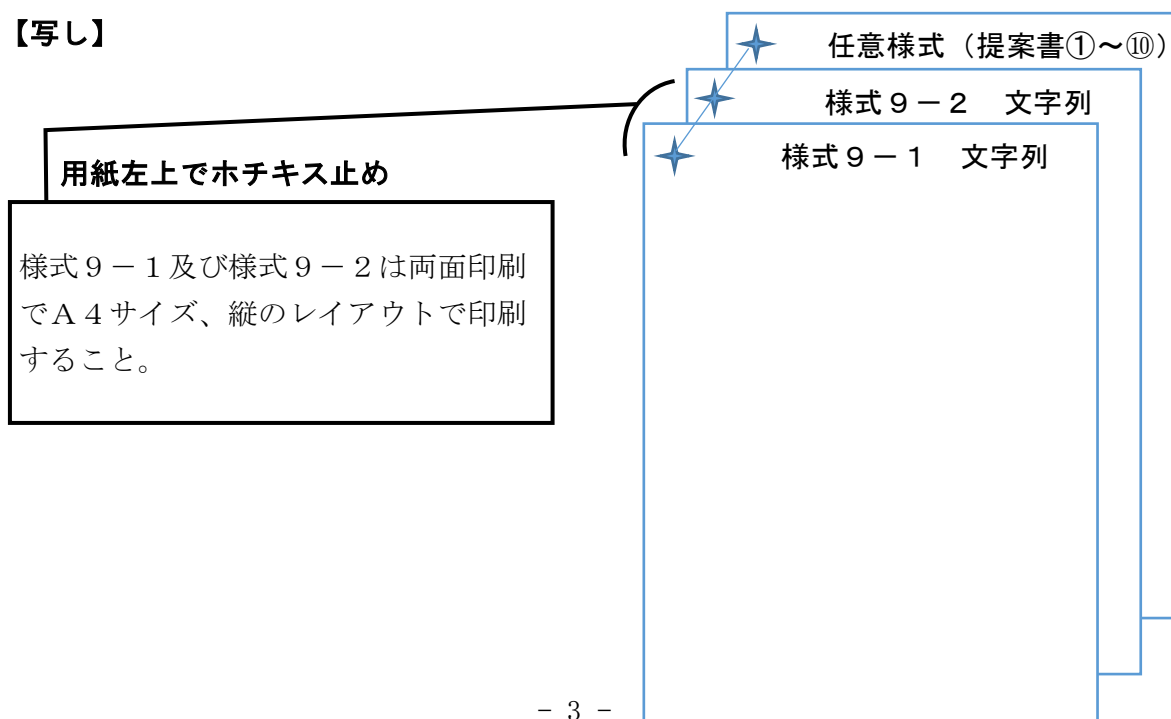 【写し】
任意様式（提案書①～⑩）
様式９－２　文字列
様式９－１　文字列
用紙左上でホチキス止め
様式９－１及び様式９－２は両面印刷
でＡ４サイズ、縦のレイアウトで印刷
すること。
- 3 -